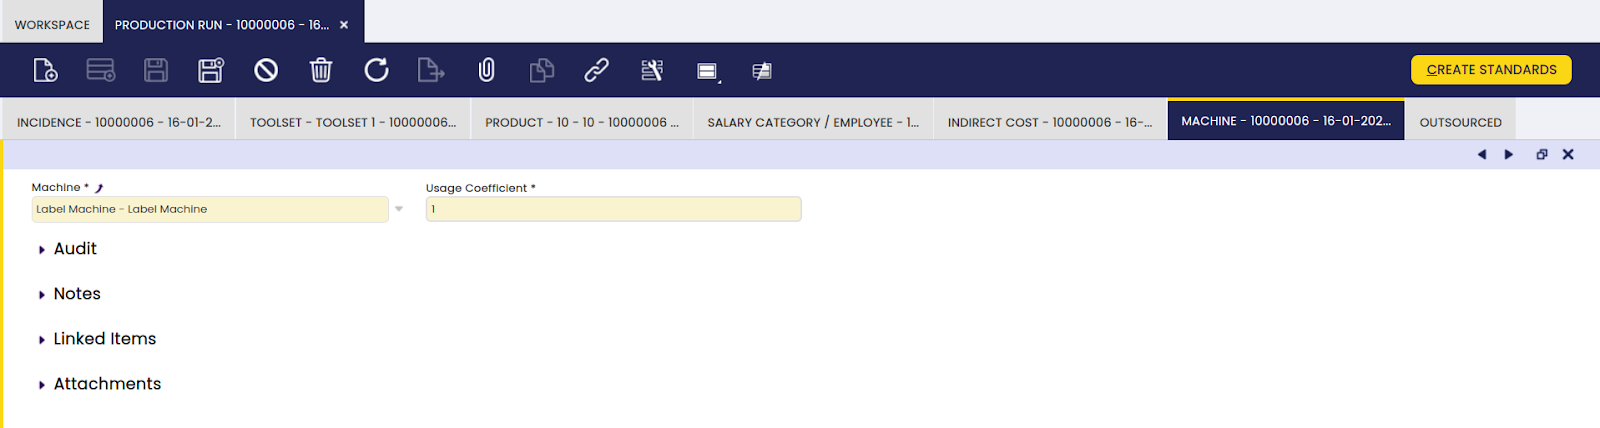 WORKSPACE
PRODUCTION RUN - 10000006 - 16...
CREATE STANDARDS
INCIDENCE - 10000006 - 16-01-2...
TOOLSET - TOOLSET 1 - 10000006...
PRODUCT - 10 - 10 - 10000006 ...
SALARY CATEGORY / EMPLOYEE - 1...
INDIRECT COST - 10000006 - 16-...
MACHINE - 10000006 - 16-01-202...
OUTSOURCED
Machine *
Usage Coefficient *
Label Machine - Label Machine
1
Audit
Notes
Linked Items
Attachments